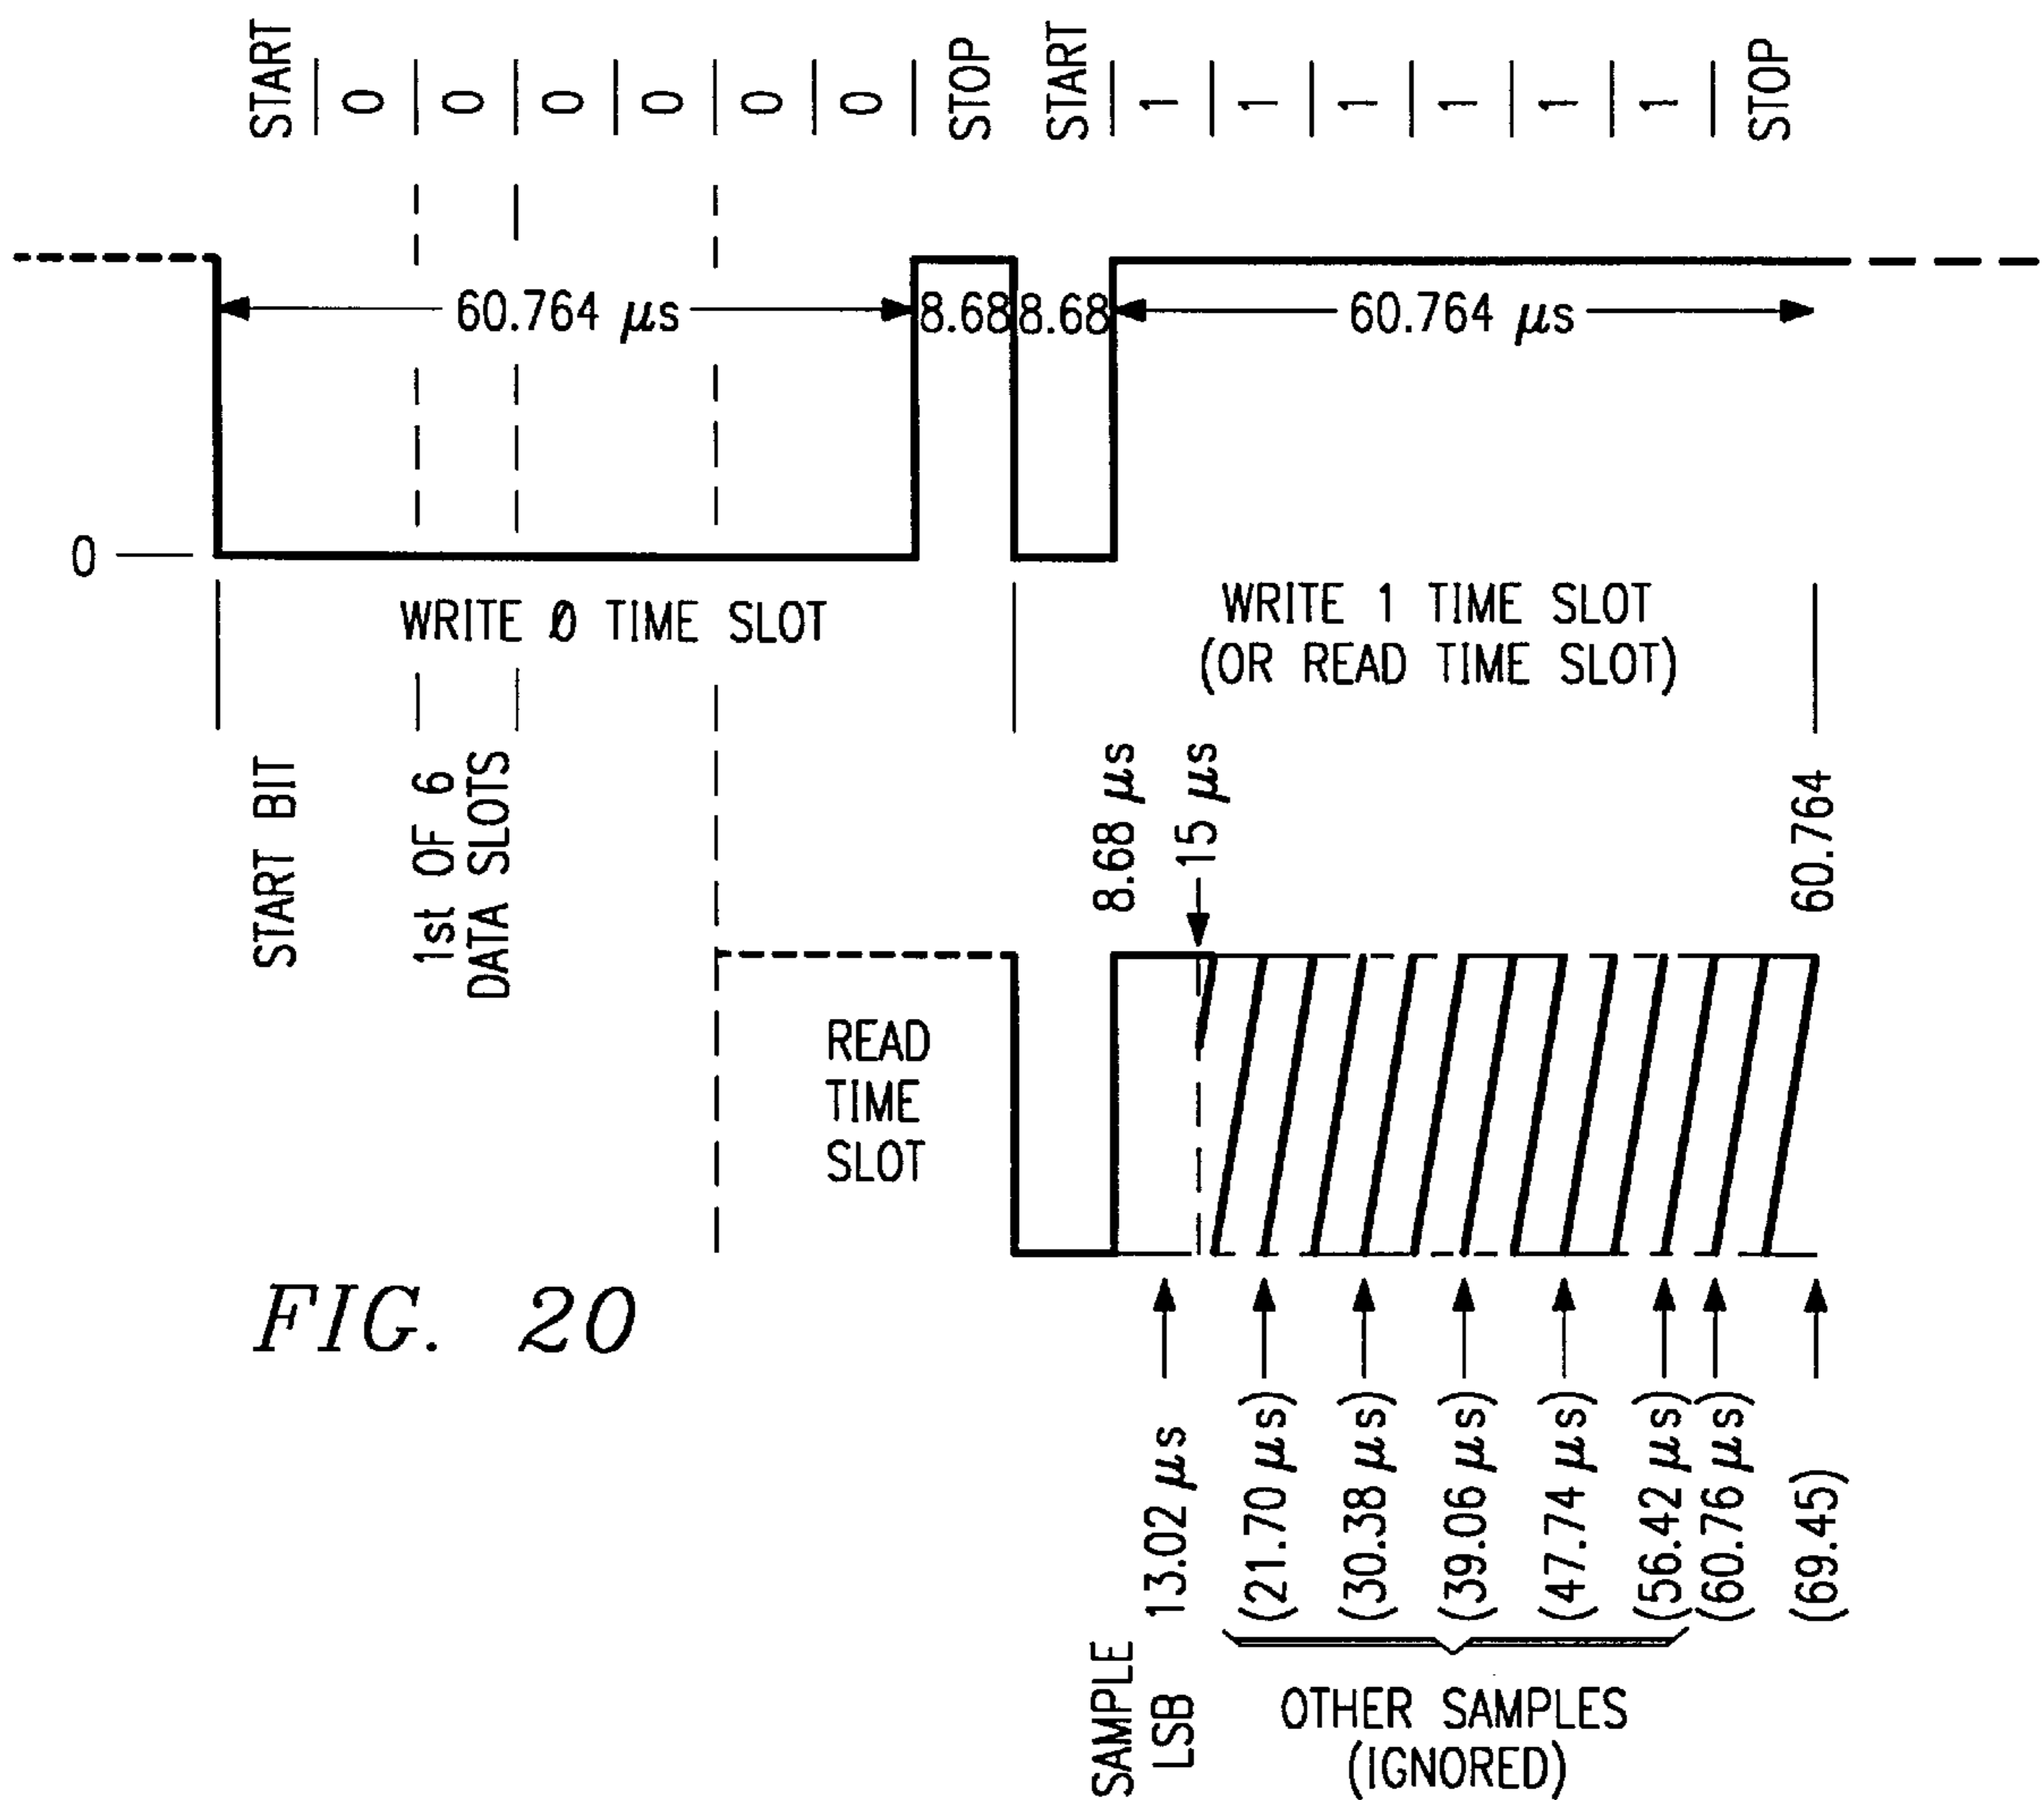 START 0 0 0 0 0 0 STOP START 1 1 1 1 1 1 STOP
60.764 μs 8.68 8.68 60.764 μs
0
WRITE Ø TIME SLOT
WRITE 1 TIME SLOT
(OR READ TIME SLOT)
START BIT
1st OF 6
DATA SLOTS
8.68 μs
15 μs
60.764
READ
TIME
SLOT
FIG. 20
SAMPLE
LSB 13.02 μs
(21.70 μs)
(30.38 μs)
(39.06 μs)
(47.74 μs)
(56.42 μs)
(60.76 μs)
(69.45)
OTHER SAMPLES
(IGNORED)